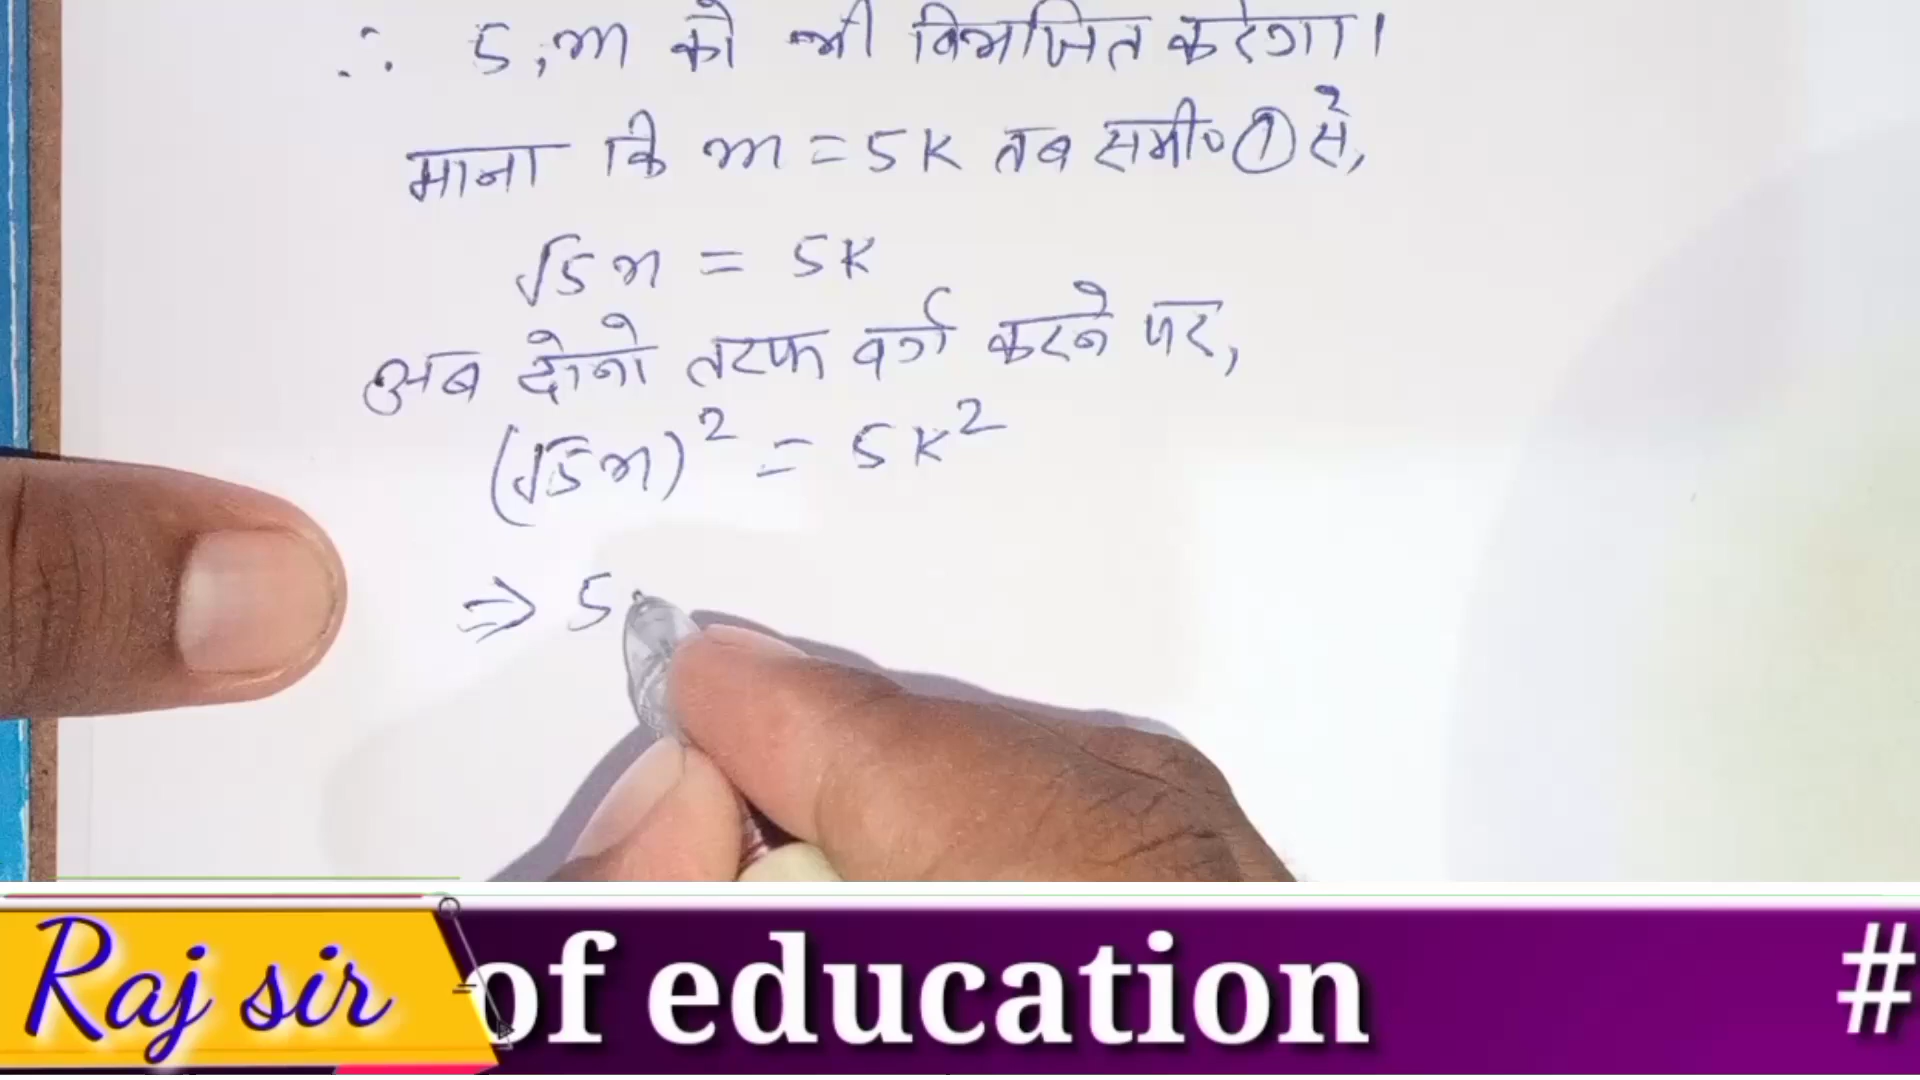 ∴ 5, m को भी विभाजित करेगा।
माना कि m = 5K तब समी० ① से,
√5 n = 5K
अब दोनो तरफ वर्ग करने पर,
(√5 n)² = 5K²
⇒ 5
Raj sir
of education
#